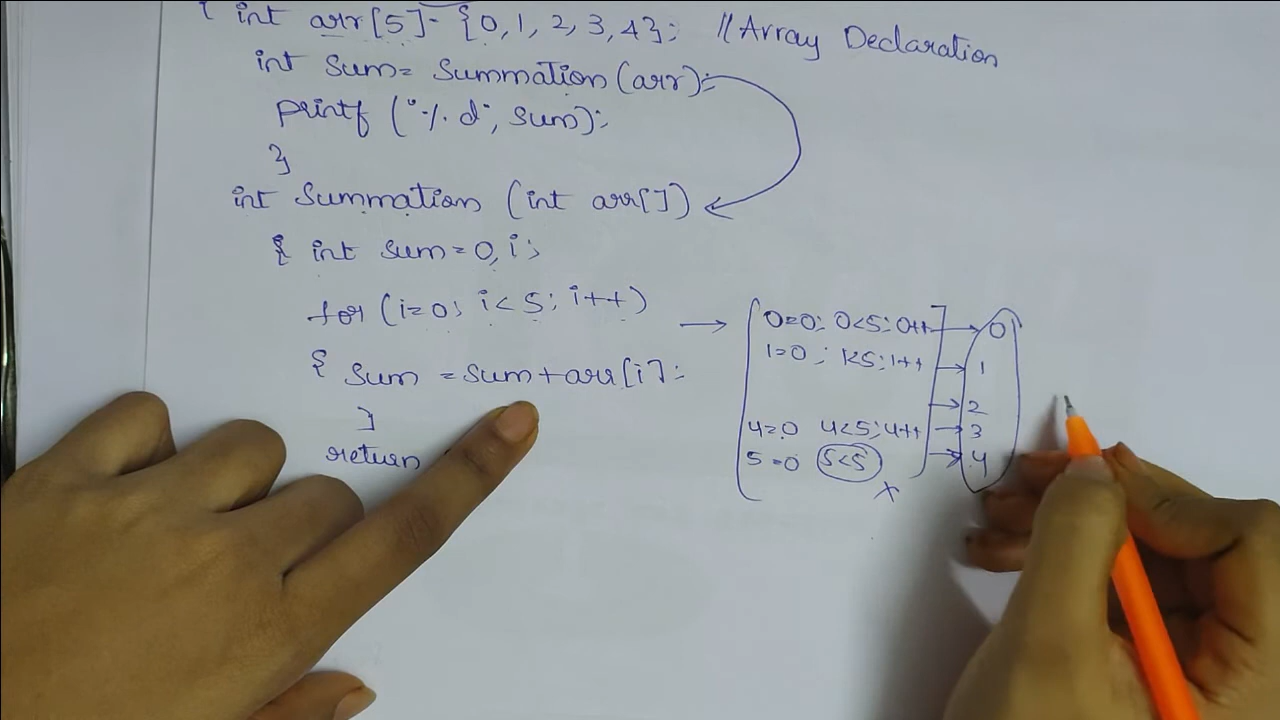 { int arr[5]= {0,1,2,3,4}; //Array Declaration
int sum= Summation (arr);
printf ("%d", sum);
}
int Summation (int arr[])
{ int sum=0,i;
for (i=0; i<5; i++)
{ sum =sum+arr[i];
}
return
→ 0=0; 0<5; 0++ → 0
1=0; 1<5; 1++ → 1
→ 2
4=0 4<5; 4++ → 3
5=0 5<5 → 4
x